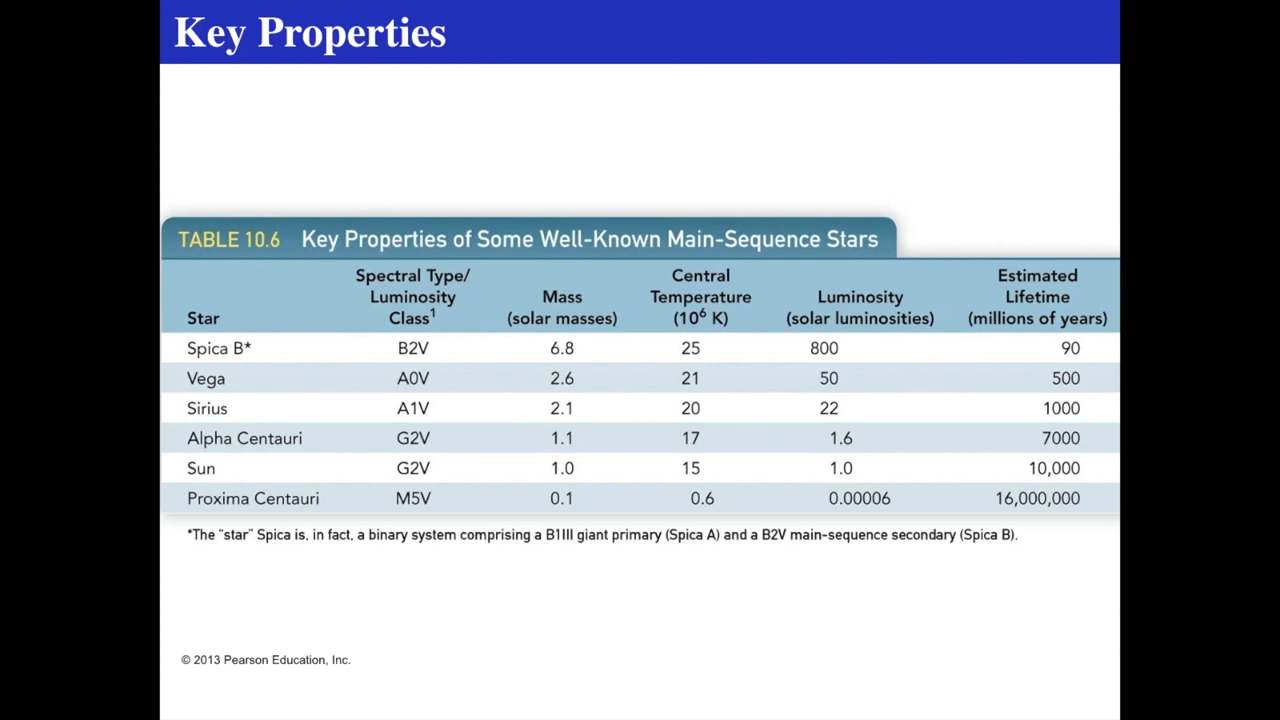 Key Properties
TABLE 10.6 Key Properties of Some Well-Known Main-Sequence Stars
Star Spectral Type/ Luminosity Class¹ Mass (solar masses) Central Temperature (10⁶ K) Luminosity (solar luminosities) Estimated Lifetime (millions of years)
Spica B* B2V 6.8 25 800 90
Vega A0V 2.6 21 50 500
Sirius A1V 2.1 20 22 1000
Alpha Centauri G2V 1.1 17 1.6 7000
Sun G2V 1.0 15 1.0 10,000
Proxima Centauri M5V 0.1 0.6 0.00006 16,000,000
*The "star" Spica is, in fact, a binary system comprising a B1III giant primary (Spica A) and a B2V main-sequence secondary (Spica B).
© 2013 Pearson Education, Inc.